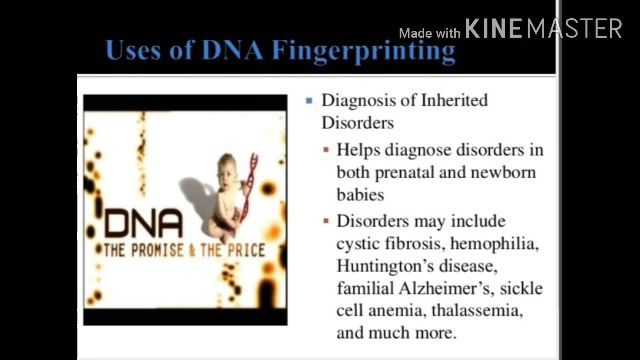 Made with KINEMASTER
Uses of DNA Fingerprinting
Diagnosis of Inherited
Disorders
Helps diagnose disorders in
both prenatal and newborn
babies
Disorders may include
cystic fibrosis, hemophilia,
Huntington's disease,
familial Alzheimer's, sickle
cell anemia, thalassemia,
and much more.
DNA
THE PROMISE & THE PRICE